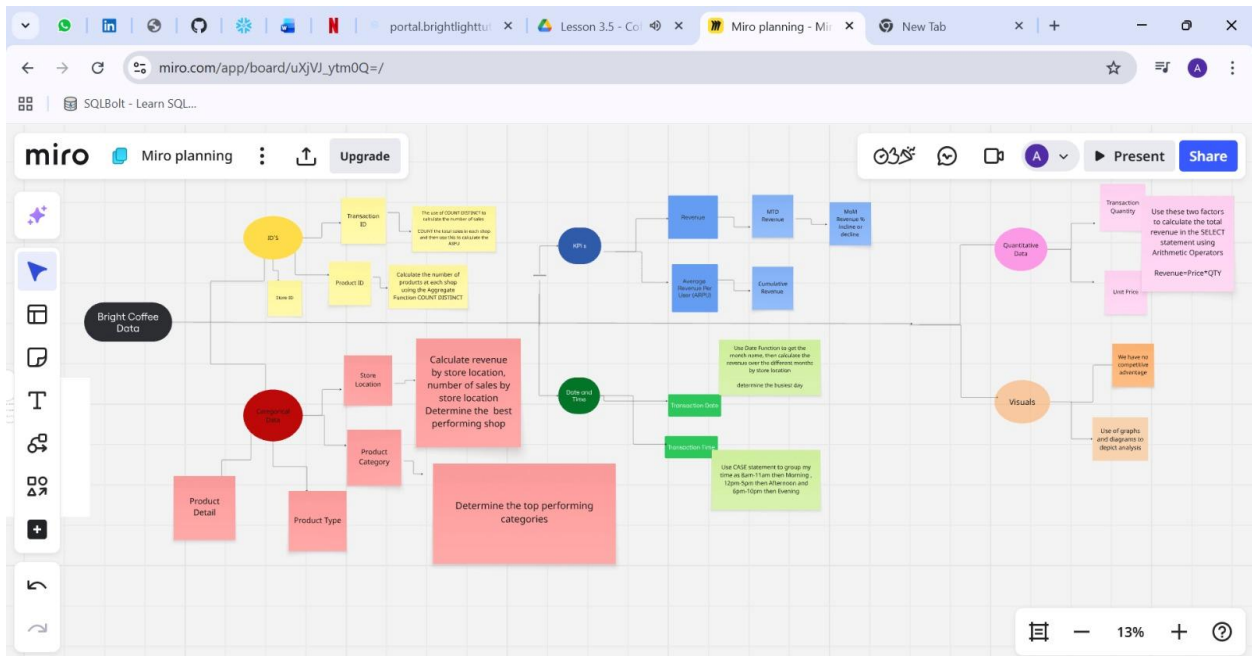 portal.brightlighttut
Lesson 3.5 - Col
Miro planning - Mir
New Tab
miro.com/app/board/uXjVJ_ytm0Q=/
A
SQLBolt - Learn SQL...
miro
Miro planning
Upgrade
A
Present
Share
Bright Coffee
Data
ID'S
Transaction
ID
The use of COUNT DISTINCT to
calculate the number of sales
COUNT the total sales in each shop
and then use this to calculate the
ARPU
Store ID
Product ID
Calculate the number of
products at each shop
using the Aggregate
Function COUNT DISTINCT
Categorical
Data
Store
Location
Calculate revenue
by store location,
number of sales by
store location
Determine the best
performing shop
Product
Category
Determine the top performing
categories
Product
Detail
Product Type
KPI s
Revenue
MTD
Revenue
MoM
Revenue %
incline or
decline
Average
Revenue Per
User (ARPU)
Cumulative
Revenue
Date and
Time
Use Date Function to get the
month name, then calculate the
revenue over the different months
by store location
determine the busiest day
Transaction Date
Transaction Time
Use CASE statement to group my
time as 6am-11am then Morning ,
12pm-5pm then Afternoon and
6pm-10pm then Evening
Quantitative
Data
Transaction
Quantity
Unit Price
Use these two factors
to calculate the total
revenue in the SELECT
statement using
Arithmetic Operators
Revenue=Price*QTY
Visuals
We have no
competitive
advantage
Use of graphs
and diagrams to
depict analysis
13%